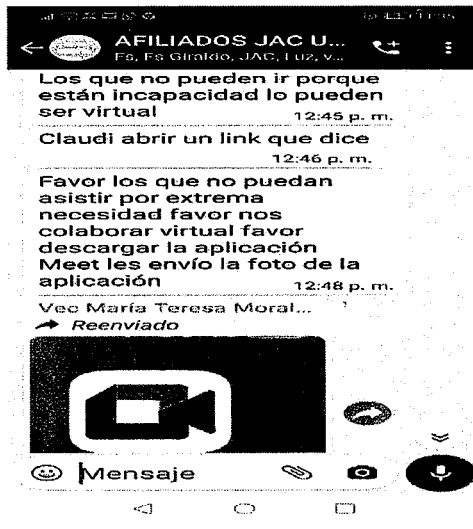 AFILIADOS JAC U...
Fs, Fs Giraldo, JAC, Luz, v...
Los que no pueden ir porque
están incapacidad lo pueden
ser virtual
12:45 p. m.
Claudi abrir un link que dice
12:46 p. m.
Favor los que no puedan
asistir por extrema
necesidad favor nos
colaborar virtual favor
descargar la aplicación
Meet les envío la foto de la
aplicación
12:48 p. m.
Vec María Teresa Moral...
Reenviado
Mensaje